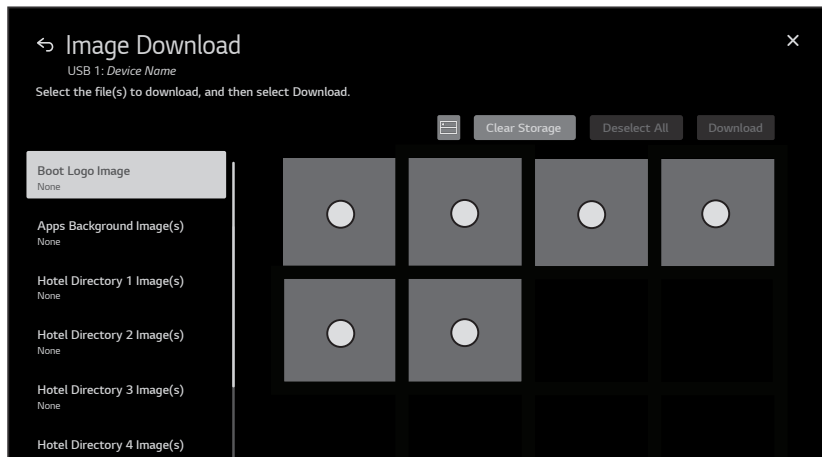 Image Download
USB 1: Device Name
Select the file(s) to download, and then select Download.
Clear Storage
Deselect All
Download
Boot Logo Image
None
Apps Background Image(s)
None
Hotel Directory 1 Image(s)
None
Hotel Directory 2 Image(s)
None
Hotel Directory 3 Image(s)
None
Hotel Directory 4 Image(s)